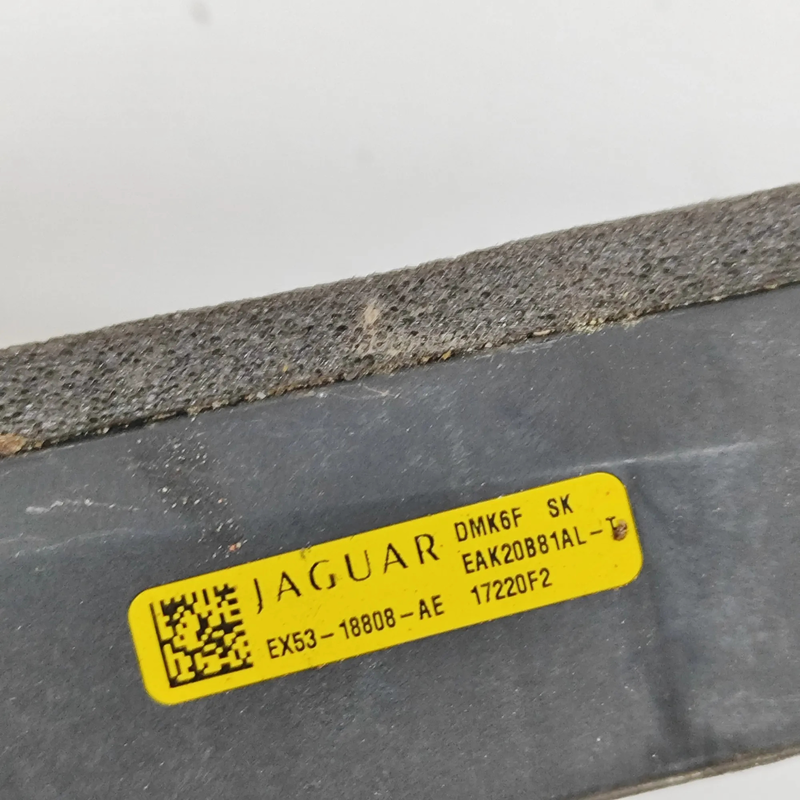 JAGUAR
EX53-18808-AE
DMK6F SK
EAK20B81AL-T
17220F2